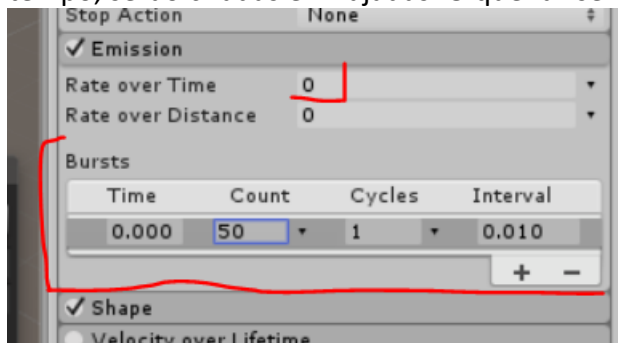 Stop Action None
Emission
Rate over Time 0
Rate over Distance 0
Bursts
Time Count Cycles Interval
0.000 50 1 0.010
+ −
Shape
Velocity over Lifetime